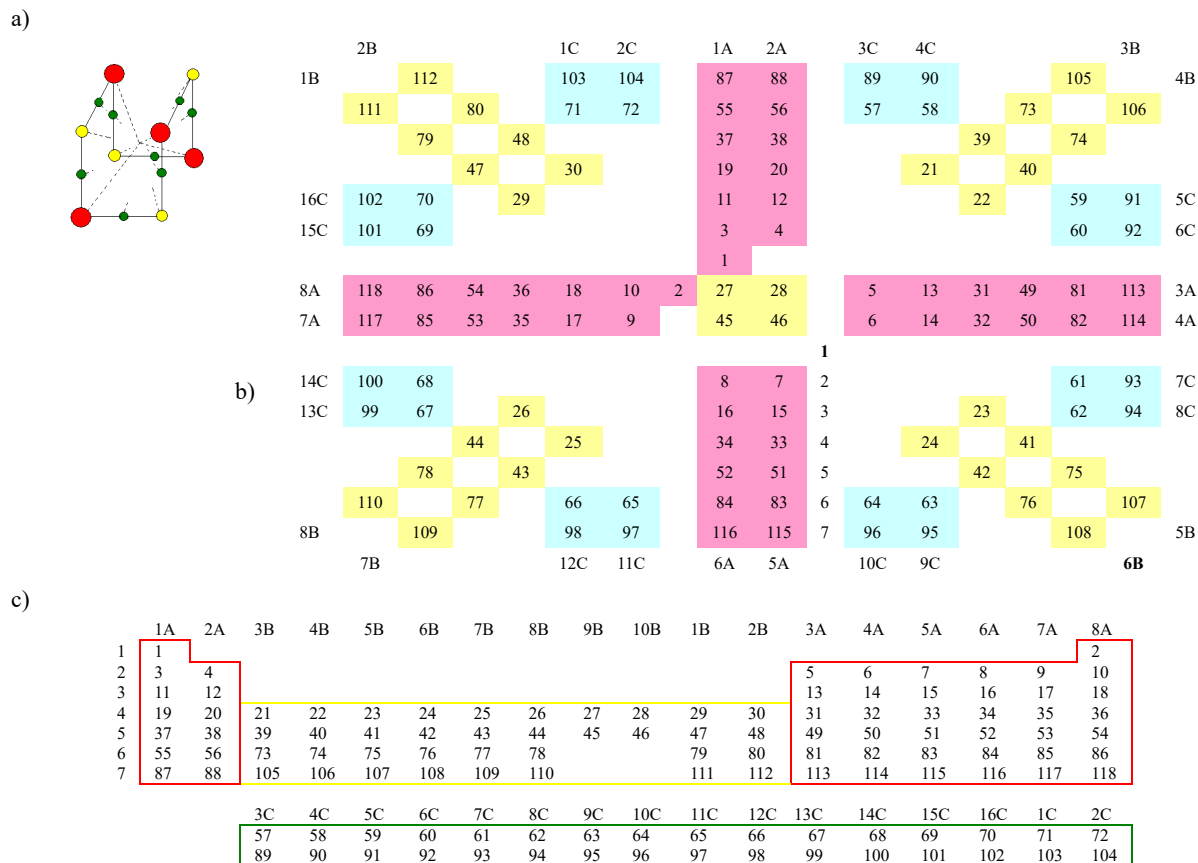 a)
2B 1C 2C 1A 2A 3C 4C 3B
1B 112 103 104 87 88 89 90 105 4B
111 80 71 72 55 56 57 58 73 106
79 48 37 38 39 74
47 30 19 20 21 40
16C 102 70 29 11 12 22 59 91 5C
15C 101 69 3 4 60 92 6C
1
8A 118 86 54 36 18 10 2 27 28 5 13 31 49 81 113 3A
7A 117 85 53 35 17 9 45 46 6 14 32 50 82 114 4A
1
b)
14C 100 68 8 7 2 61 93 7C
13C 99 67 26 16 15 3 23 62 94 8C
44 25 34 33 4 24 41
78 43 52 51 5 42 75
110 77 66 65 84 83 6 64 63 76 107
8B 109 98 97 116 115 7 96 95 108 5B
7B 12C 11C 6A 5A 10C 9C 6B
c)
1A 2A 3B 4B 5B 6B 7B 8B 9B 10B 1B 2B 3A 4A 5A 6A 7A 8A
1 1 2
2 3 4 5 6 7 8 9 10
3 11 12 13 14 15 16 17 18
4 19 20 21 22 23 24 25 26 27 28 29 30 31 32 33 34 35 36
5 37 38 39 40 41 42 43 44 45 46 47 48 49 50 51 52 53 54
6 55 56 73 74 75 76 77 78 79 80 81 82 83 84 85 86
7 87 88 105 106 107 108 109 110 111 112 113 114 115 116 117 118
3C 4C 5C 6C 7C 8C 9C 10C 11C 12C 13C 14C 15C 16C 1C 2C
57 58 59 60 61 62 63 64 65 66 67 68 69 70 71 72
89 90 91 92 93 94 95 96 97 98 99 100 101 102 103 104